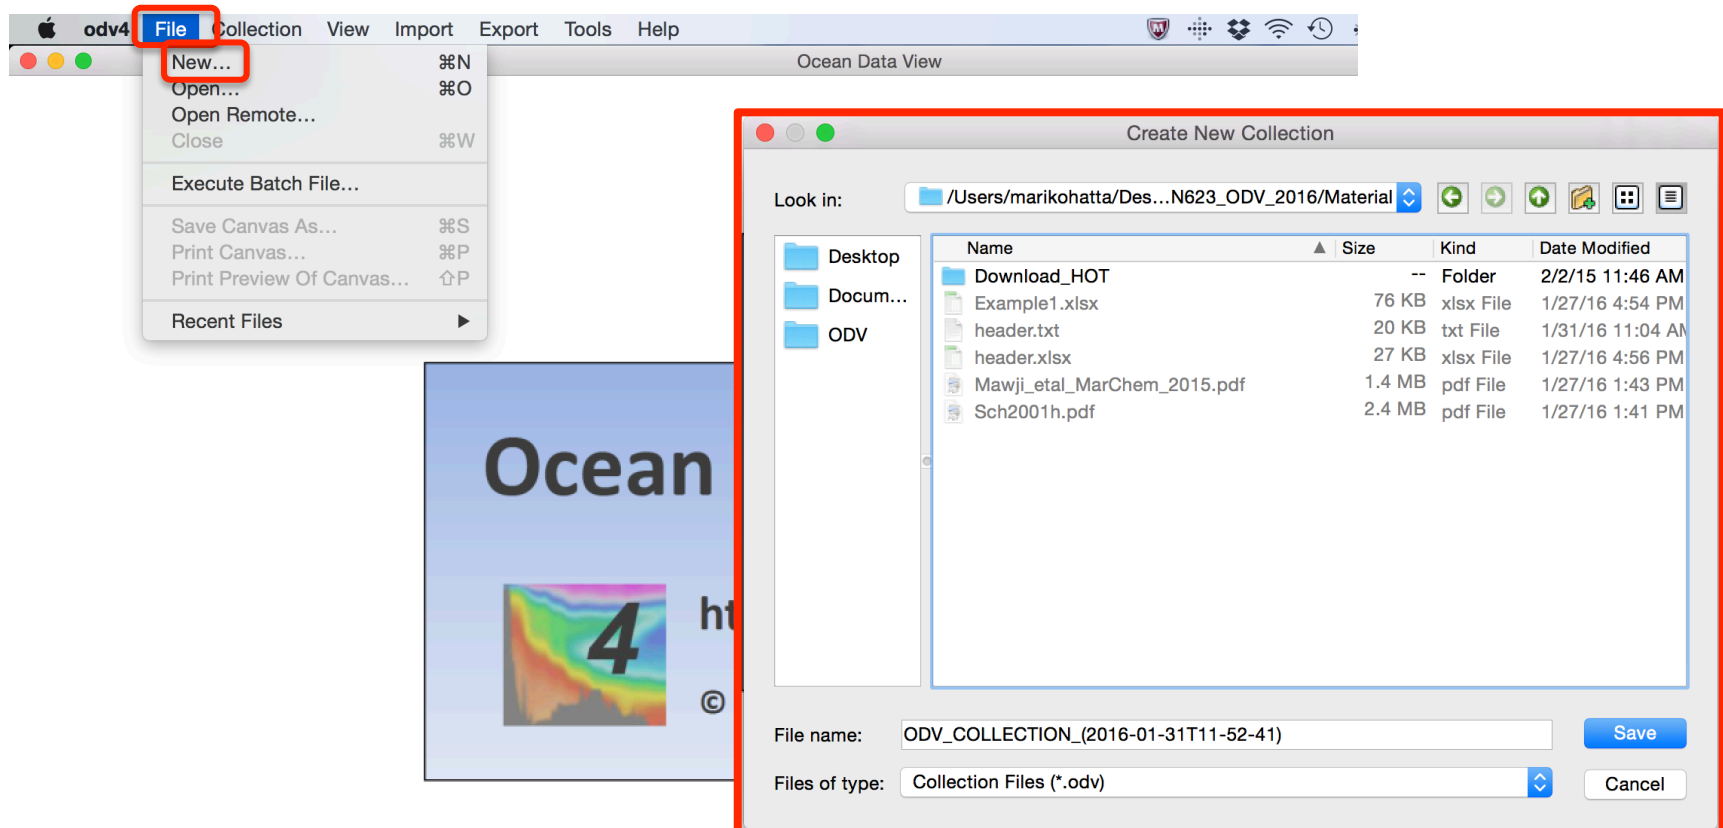 odv4 File Collection View Import Export Tools Help
Ocean Data View
New... ⌘N
Open... ⌘O
Open Remote...
Close ⌘W
Execute Batch File...
Save Canvas As... ⌘S
Print Canvas... ⌘P
Print Preview Of Canvas... ⇧P
Recent Files ▶
Ocean
4
©
Create New Collection
Look in: /Users/marikohatta/Des...N623_ODV_2016/Material
Desktop
Docum...
ODV
Name ▲ Size Kind Date Modified
Download_HOT -- Folder 2/2/15 11:46 AM
Example1.xlsx 76 KB xlsx File 1/27/16 4:54 PM
header.txt 20 KB txt File 1/31/16 11:04 AM
header.xlsx 27 KB xlsx File 1/27/16 4:56 PM
Mawji_etal_MarChem_2015.pdf 1.4 MB pdf File 1/27/16 1:43 PM
Sch2001h.pdf 2.4 MB pdf File 1/27/16 1:41 PM
File name: ODV_COLLECTION_(2016-01-31T11-52-41) Save
Files of type: Collection Files (*.odv) Cancel